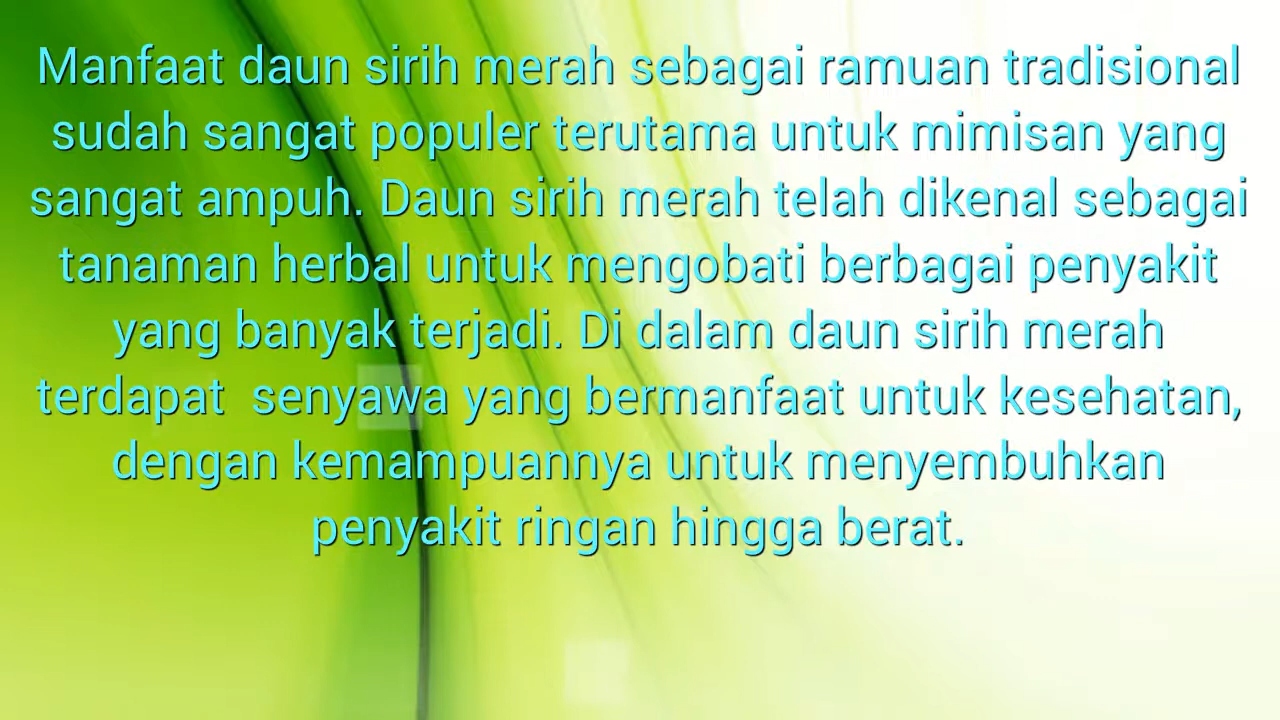 Manfaat daun sirih merah sebagai ramuan tradisional
sudah sangat populer terutama untuk mimisan yang
sangat ampuh. Daun sirih merah telah dikenal sebagai
tanaman herbal untuk mengobati berbagai penyakit
yang banyak terjadi. Di dalam daun sirih merah
terdapat  senyawa yang bermanfaat untuk kesehatan,
dengan kemampuannya untuk menyembuhkan
penyakit ringan hingga berat.